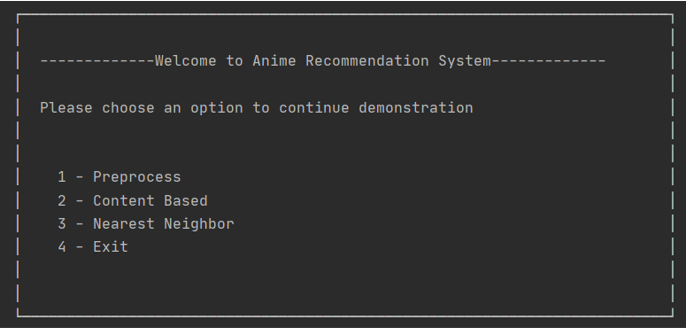 -------------Welcome to Anime Recommendation System-------------
Please choose an option to continue demonstration
1 - Preprocess
2 - Content Based
3 - Nearest Neighbor
4 - Exit